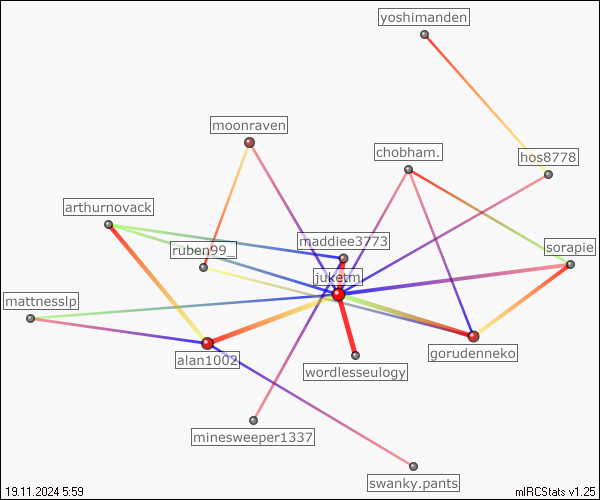 yoshimanden
moonraven
chobham.
hos8778
arthurnovack
maddiee3773
ruben99_
sorapie
juketm
mattnesslp
alan1002
gorudenneko
wordlesseulogy
minesweeper1337
swanky.pants
19.11.2024 5:59
mIRCStats v1.25